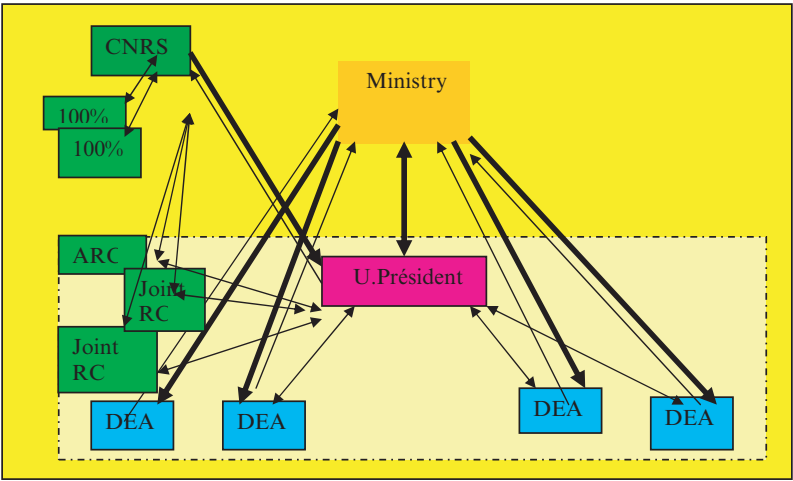 CNRS
Ministry
100%
100%
ARC
U.Président
Joint
RC
Joint
RC
DEA
DEA
DEA
DEA